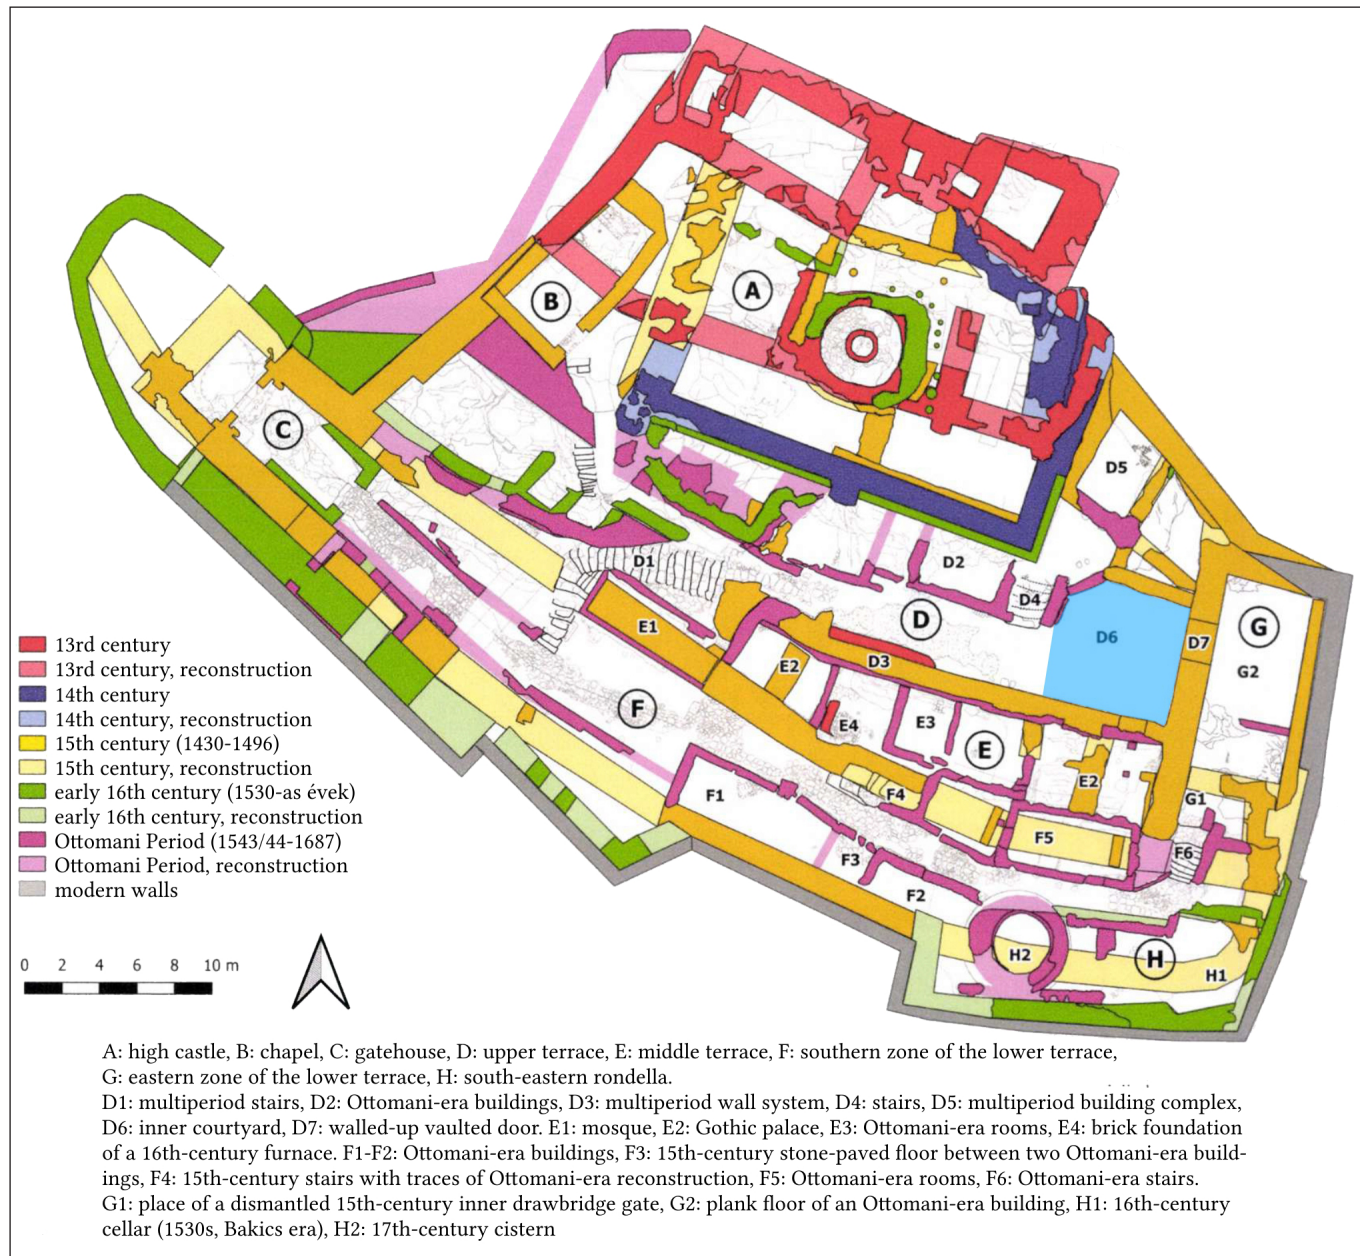 A
B
C
D5
D1
D2
D4
D
D6
D7
G
G2
E1
E2
D3
F
E4
E3
E
E2
F1
F4
F5
G1
F3
F6
F2
H2
H
H1
13rd century
13rd century, reconstruction
14th century
14th century, reconstruction
15th century (1430-1496)
15th century, reconstruction
early 16th century (1530-as évek)
early 16th century, reconstruction
Ottomani Period (1543/44-1687)
Ottomani Period, reconstruction
modern walls
0 2 4 6 8 10 m
A: high castle, B: chapel, C: gatehouse, D: upper terrace, E: middle terrace, F: southern zone of the lower terrace,
G: eastern zone of the lower terrace, H: south-eastern rondella.
D1: multiperiod stairs, D2: Ottomani-era buildings, D3: multiperiod wall system, D4: stairs, D5: multiperiod building complex,
D6: inner courtyard, D7: walled-up vaulted door. E1: mosque, E2: Gothic palace, E3: Ottomani-era rooms, E4: brick foundation
of a 16th-century furnace. F1-F2: Ottomani-era buildings, F3: 15th-century stone-paved floor between two Ottomani-era build-
ings, F4: 15th-century stairs with traces of Ottomani-era reconstruction, F5: Ottomani-era rooms, F6: Ottomani-era stairs.
G1: place of a dismantled 15th-century inner drawbridge gate, G2: plank floor of an Ottomani-era building, H1: 16th-century
cellar (1530s, Bakics era), H2: 17th-century cistern